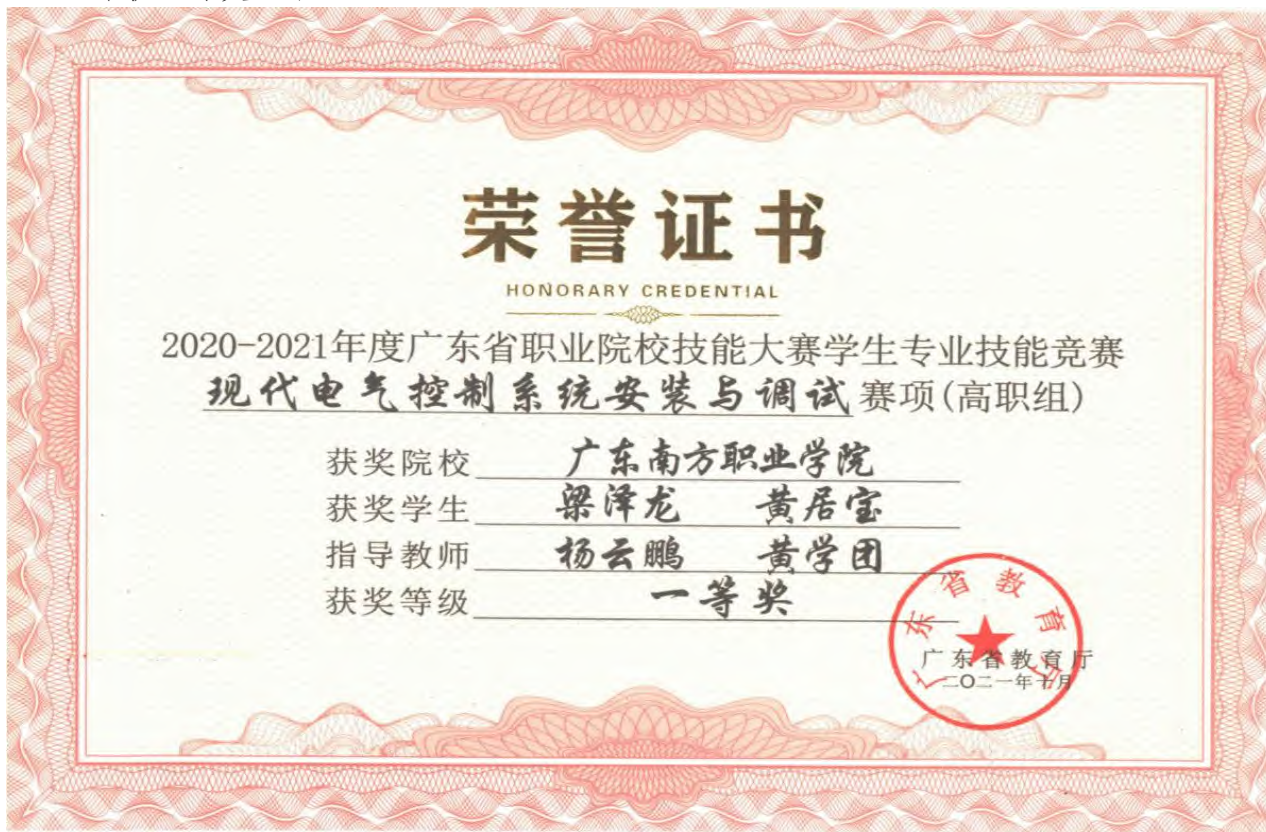 荣誉证书
HONORARY CREDENTIAL
2020-2021年度广东省职业院校技能大赛学生专业技能竞赛
现代电气控制系统安装与调试赛项(高职组)
获奖院校 广东南方职业学院
获奖学生 梁泽龙 黄居宝
指导教师 杨云鹏 黄学团
获奖等级 一等奖
广东省教育厅
广东省教育厅
二〇二一年十月